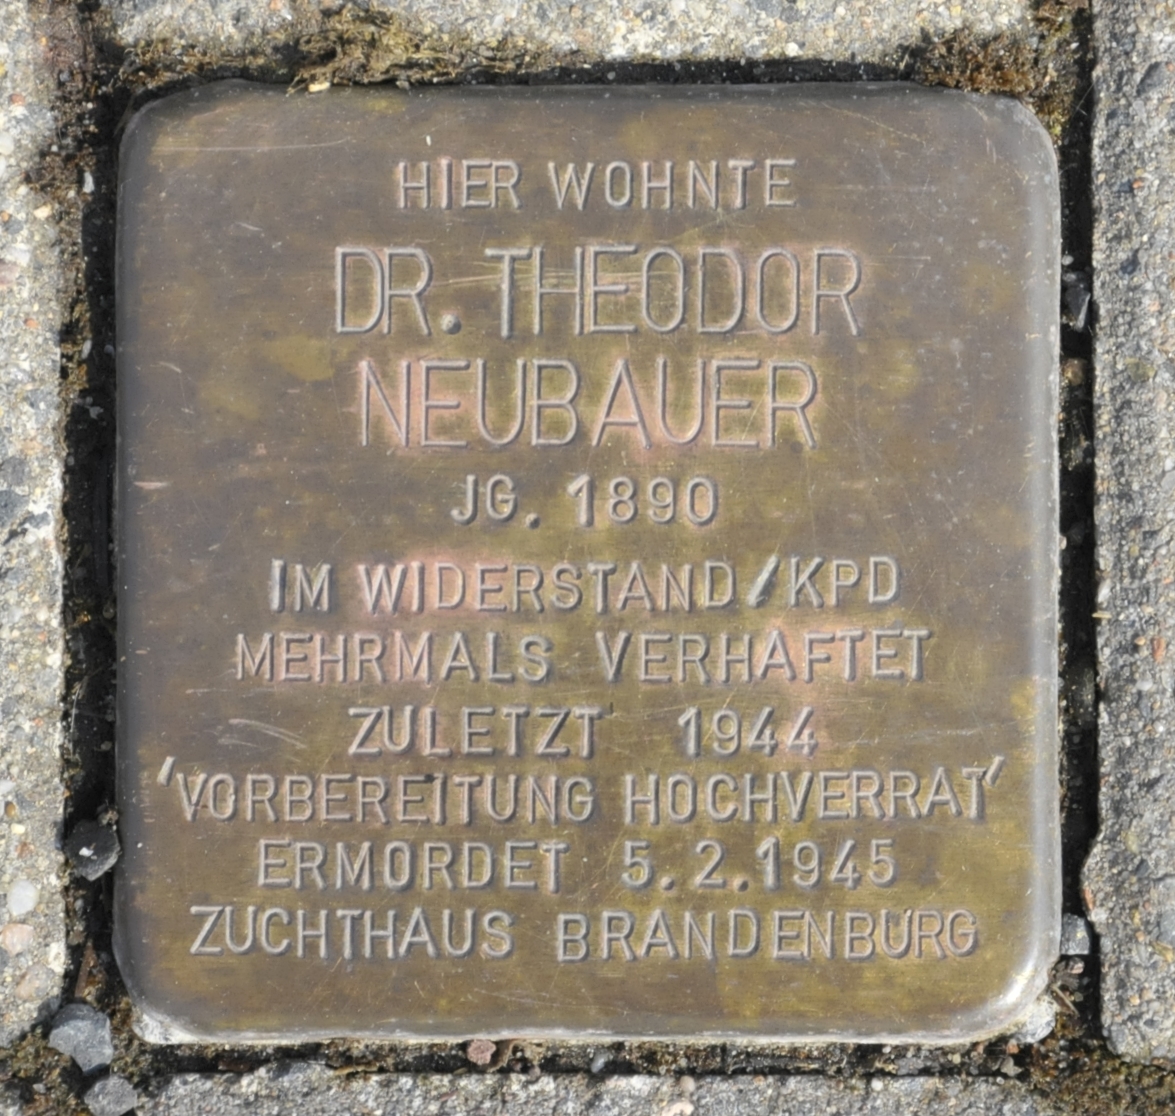 HIER WOHNTE
DR. THEODOR
NEUBAUER
JG. 1890
IM WIDERSTAND/KPD
MEHRMALS VERHAFTET
ZULETZT 1944
'VORBEREITUNG HOCHVERRAT'
ERMORDET 5.2.1945
ZUCHTHAUS BRANDENBURG